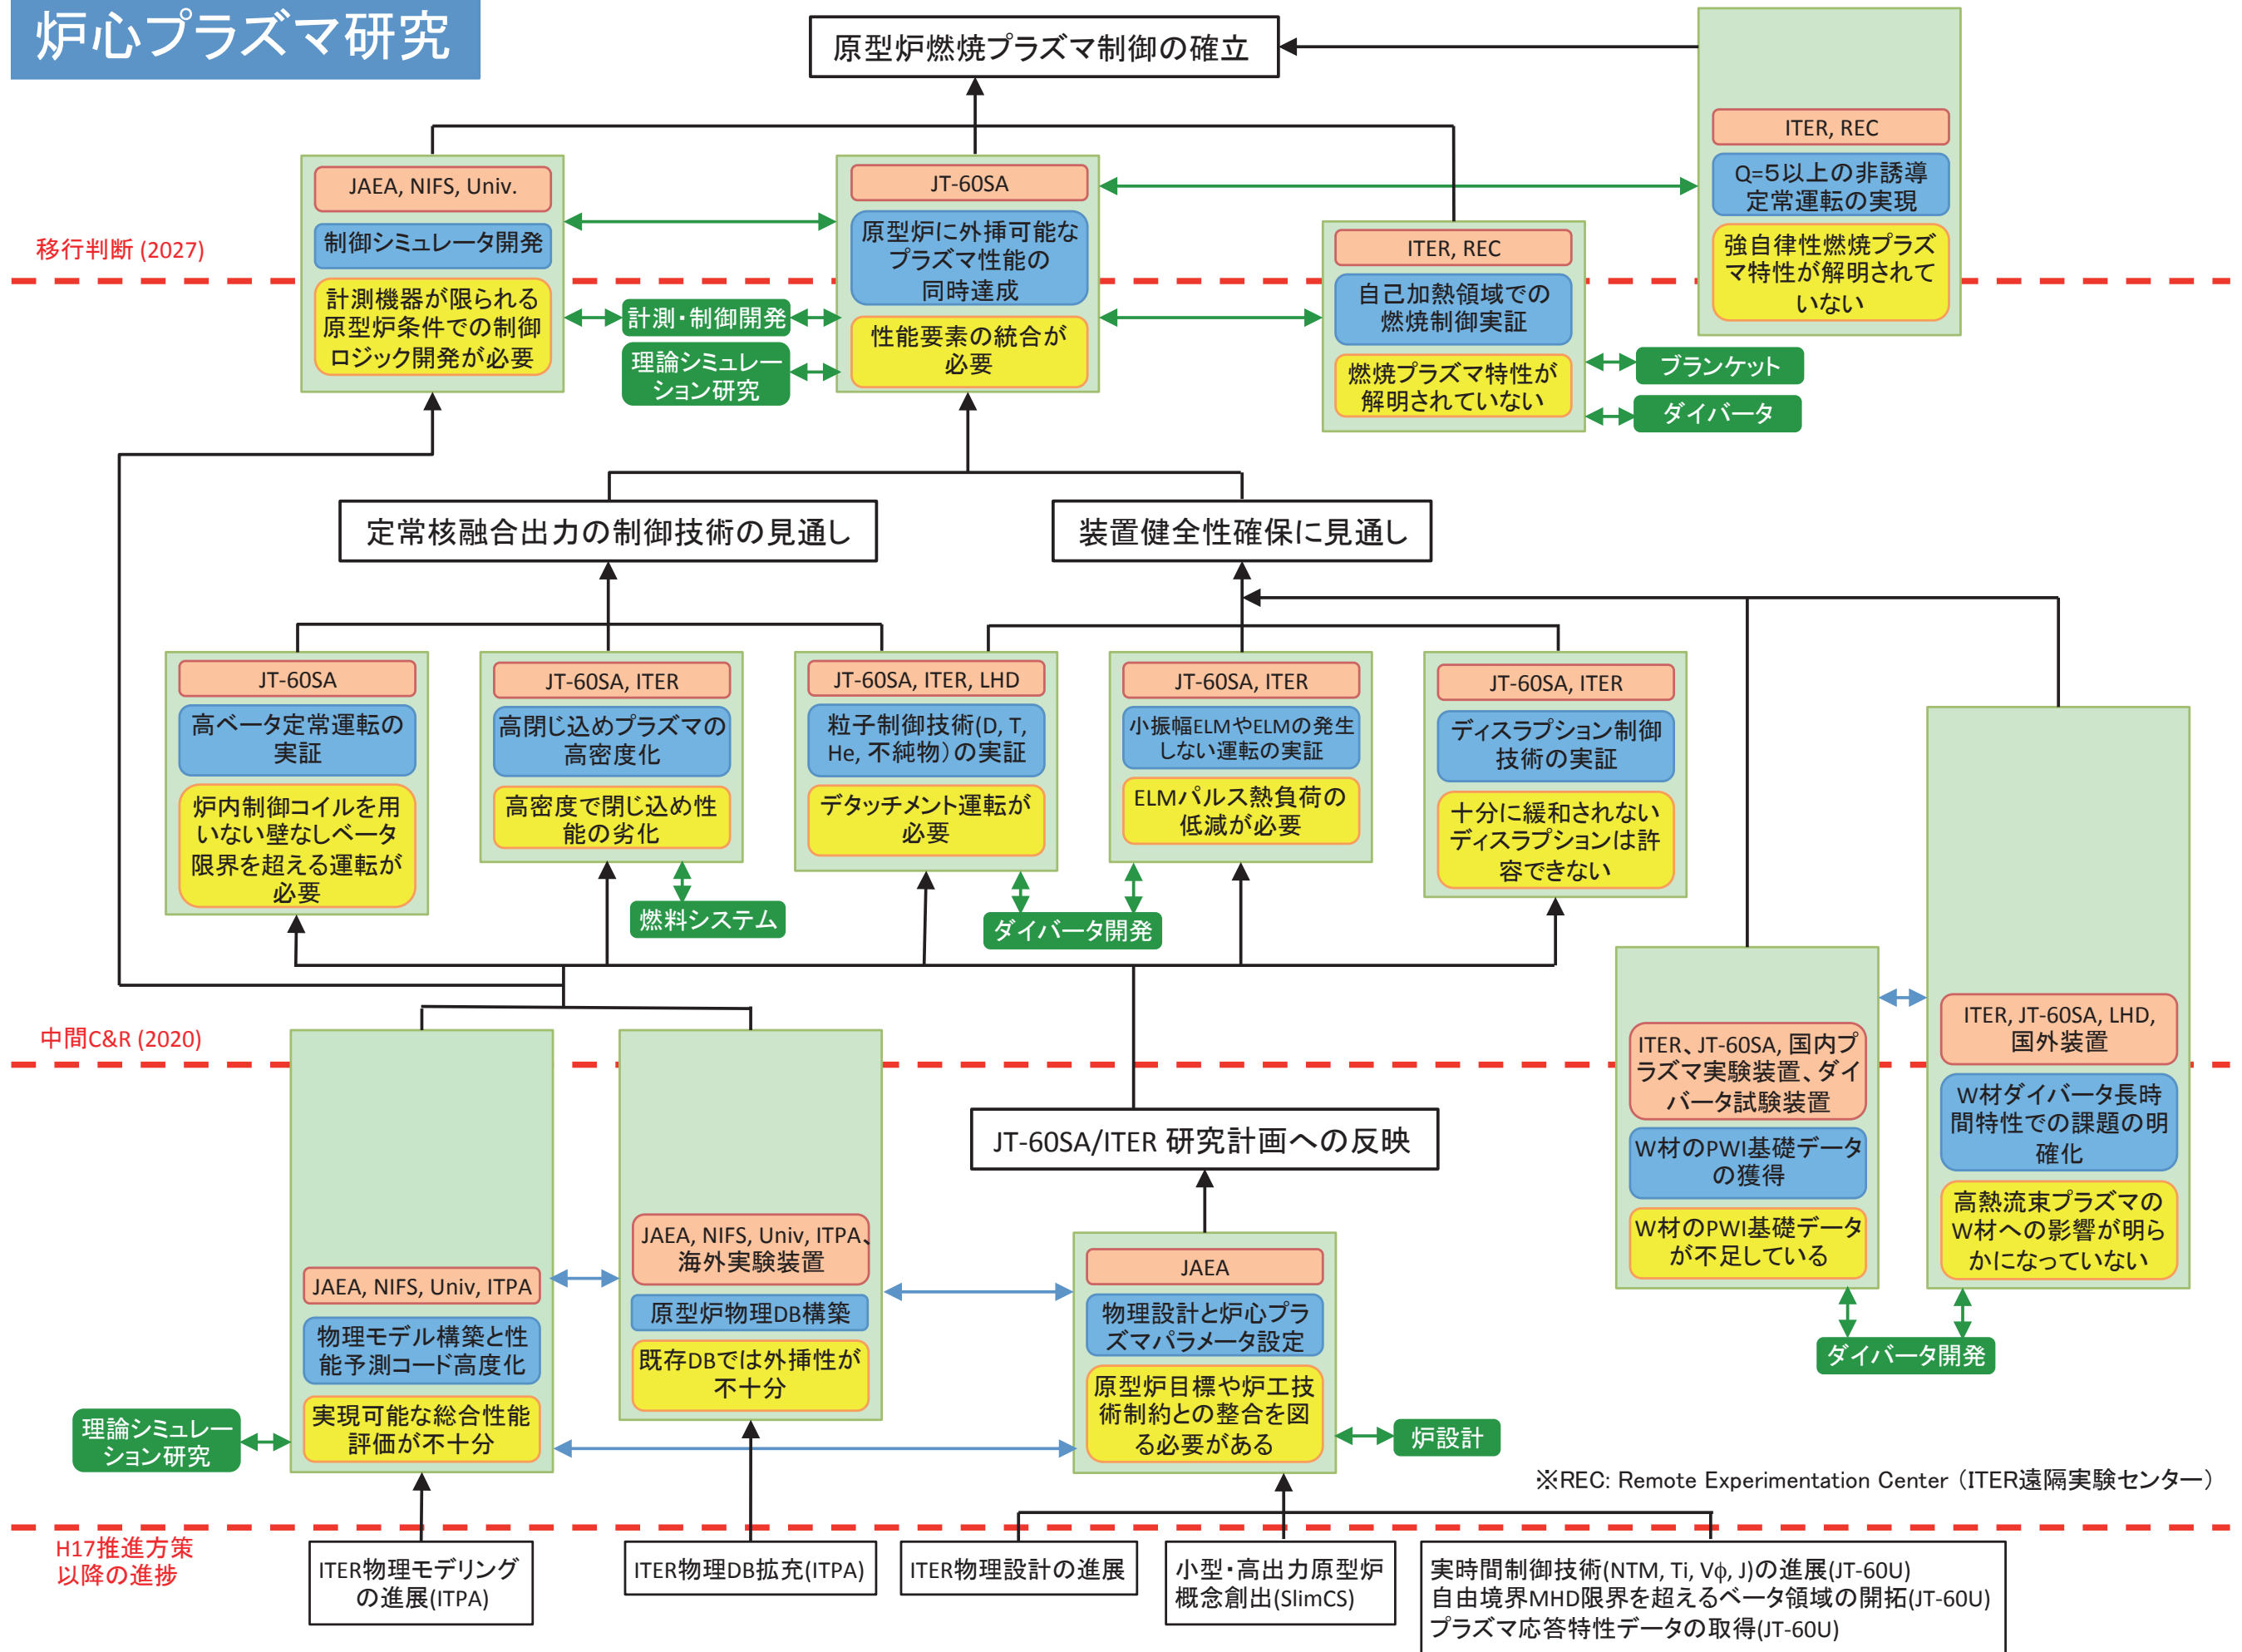 炉心プラズマ研究
原型炉燃焼プラズマ制御の確立
ITER, REC
Q=5以上の非誘導
定常運転の実現
強自律性燃焼プラズ
マ特性が解明されて
いない
JAEA, NIFS, Univ.
制御シミュレータ開発
計測機器が限られる
原型炉条件での制御
ロジック開発が必要
JT-60SA
原型炉に外挿可能な
プラズマ性能の
同時達成
性能要素の統合が
必要
ITER, REC
自己加熱領域での
燃焼制御実証
燃焼プラズマ特性が
解明されていない
移行判断 (2027)
計測・制御開発
理論シミュレー
ション研究
ブランケット
ダイバータ
定常核融合出力の制御技術の見通し
装置健全性確保に見通し
JT-60SA
高ベータ定常運転の
実証
炉内制御コイルを用
いない壁なしベータ
限界を超える運転が
必要
JT-60SA, ITER
高閉じ込めプラズマの
高密度化
高密度で閉じ込め性
能の劣化
JT-60SA, ITER, LHD
粒子制御技術(D, T,
He, 不純物）の実証
デタッチメント運転が
必要
JT-60SA, ITER
小振幅ELMやELMの発生
しない運転の実証
ELMパルス熱負荷の
低減が必要
JT-60SA, ITER
ディスラプション制御
技術の実証
十分に緩和されない
ディスラプションは許
容できない
燃料システム
ダイバータ開発
中間C&R (2020)
ITER、JT-60SA, 国内プ
ラズマ実験装置、ダイ
バータ試験装置
W材のPWI基礎データ
の獲得
W材のPWI基礎データ
が不足している
ITER, JT-60SA, LHD,
国外装置
W材ダイバータ長時
間特性での課題の明
確化
高熱流束プラズマの
W材への影響が明ら
かになっていない
ダイバータ開発
JT-60SA/ITER 研究計画への反映
JAEA, NIFS, Univ, ITPA
物理モデル構築と性
能予測コード高度化
実現可能な総合性能
評価が不十分
JAEA, NIFS, Univ, ITPA、
海外実験装置
原型炉物理DB構築
既存DBでは外挿性が
不十分
JAEA
物理設計と炉心プラ
ズマパラメータ設定
原型炉目標や炉工技
術制約との整合を図
る必要がある
理論シミュレー
ション研究
炉設計
※REC: Remote Experimentation Center （ITER遠隔実験センター）
H17推進方策
以降の進捗
ITER物理モデリング
の進展(ITPA)
ITER物理DB拡充(ITPA)
ITER物理設計の進展
小型・高出力原型炉
概念創出(SlimCS)
実時間制御技術(NTM, Ti, Vφ, J)の進展(JT-60U)
自由境界MHD限界を超えるベータ領域の開拓(JT-60U)
プラズマ応答特性データの取得(JT-60U)